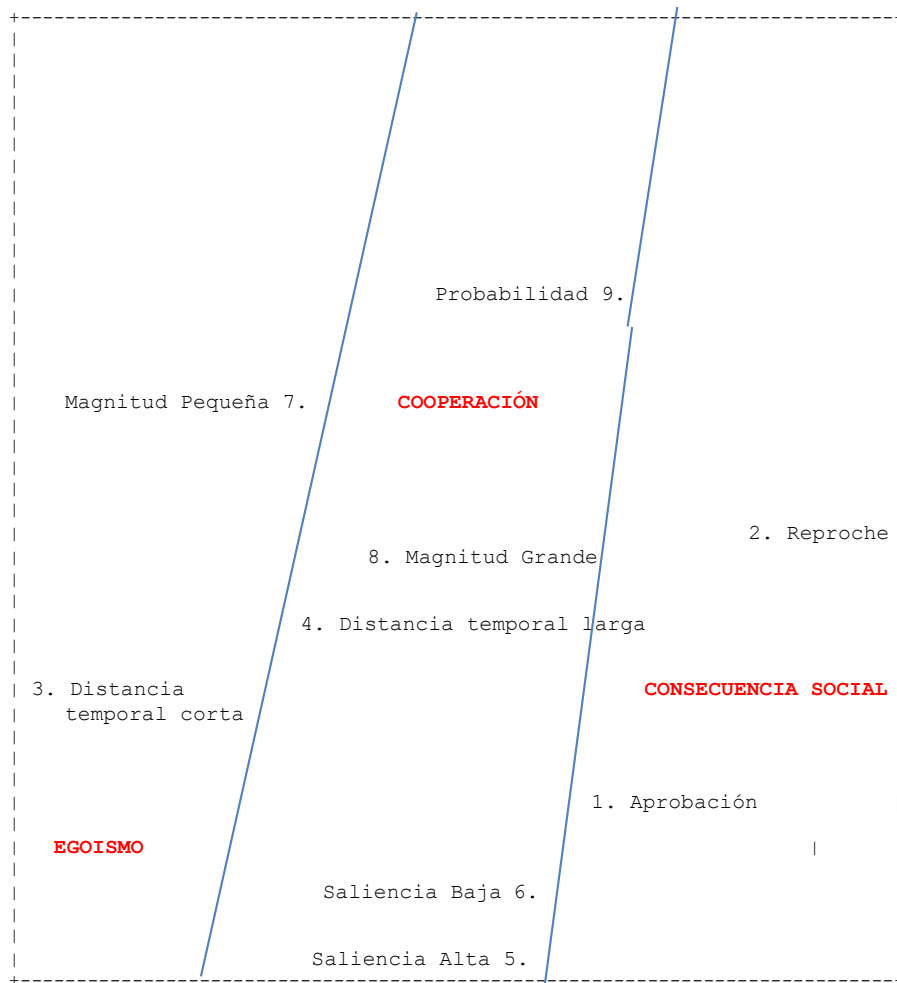 Probabilidad 9.
Magnitud Pequeña 7.
COOPERACIÓN
2. Reproche
8. Magnitud Grande
4. Distancia temporal larga
3. Distancia
temporal corta
CONSECUENCIA SOCIAL
1. Aprobación
EGOISMO
Saliencia Baja 6.
Saliencia Alta 5.